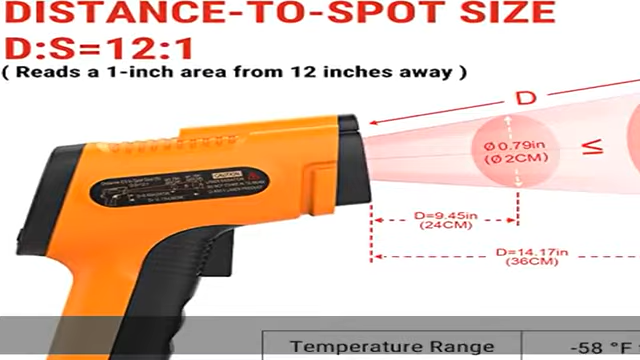 DISTANCE-TO-SPOT SIZE
D:S=12:1
( Reads a 1-inch area from 12 inches away )
D
Ø 0.79in
(Ø 2CM)
≤
D=9.45in
(24CM)
D=14.17in
(36CM)
CAUTION
Temperature Range
-58 °F